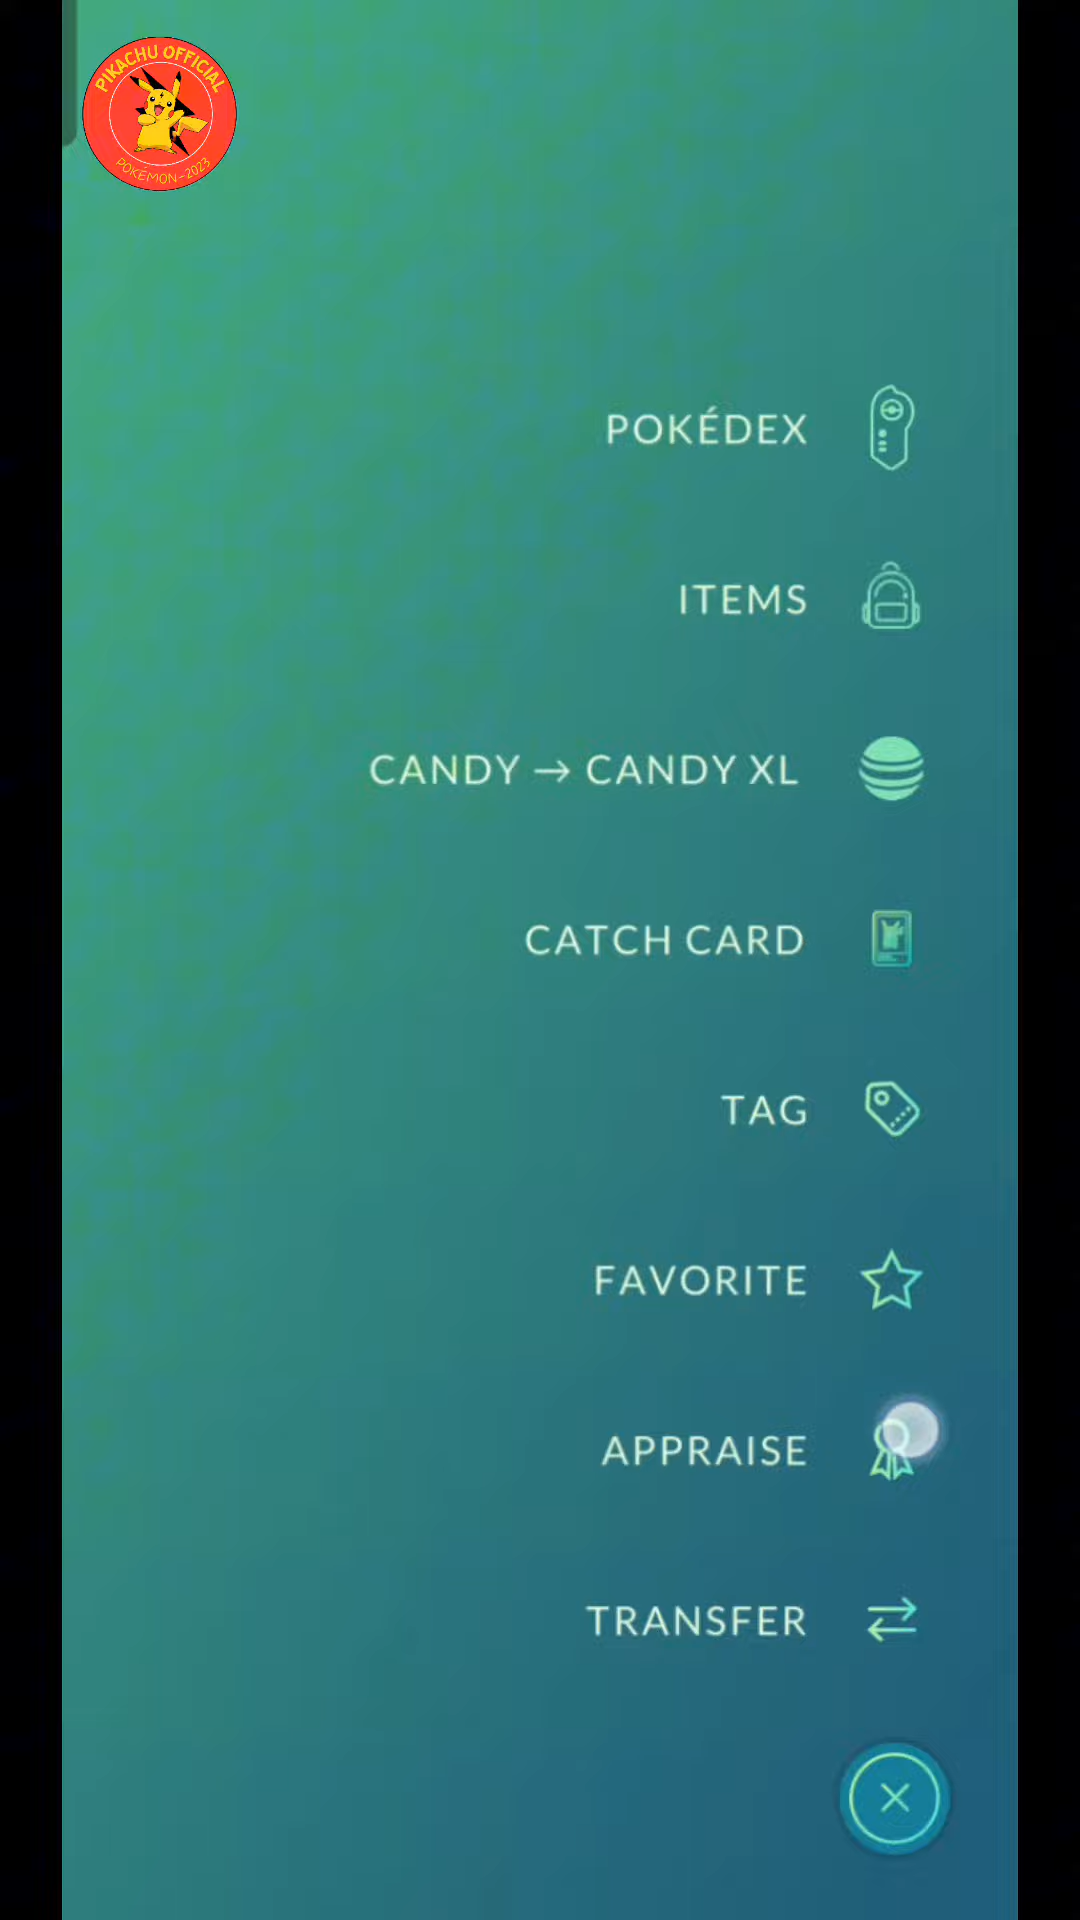 PIKACHU OFFICIAL
POKÉMON-2023
POKÉDEX
ITEMS
CANDY → CANDY XL
CATCH CARD
TAG
FAVORITE
APPRAISE
TRANSFER